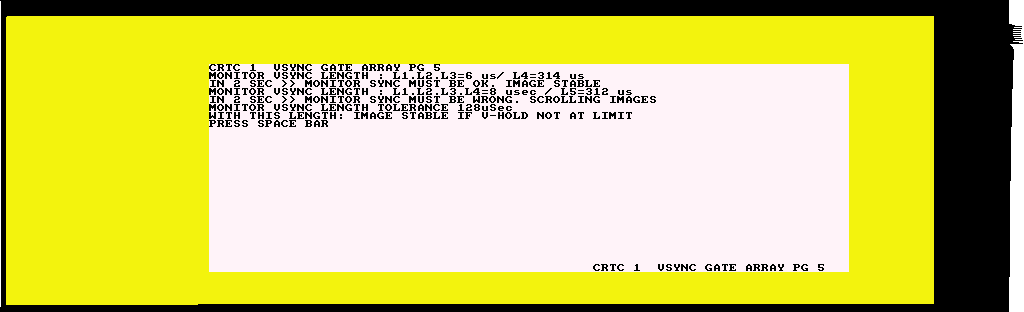 CRTC 1  VSYNC GATE ARRAY PG 5
MONITOR VSYNC LENGTH : L1.L2.L3=6 us/ L4=314 us
IN 2 SEC >> MONITOR SYNC MUST BE OK. IMAGE STABLE
MONITOR VSYNC LENGTH : L1.L2.L3.L4=8 usec / L5=312 us
IN 2 SEC >> MONITOR SYNC MUST BE WRONG. SCROLLING IMAGES
MONITOR VSYNC LENGTH TOLERANCE 128uSec
WITH THIS LENGTH: IMAGE STABLE IF V-HOLD NOT AT LIMIT
PRESS SPACE BAR
CRTC 1  VSYNC GATE ARRAY PG 5